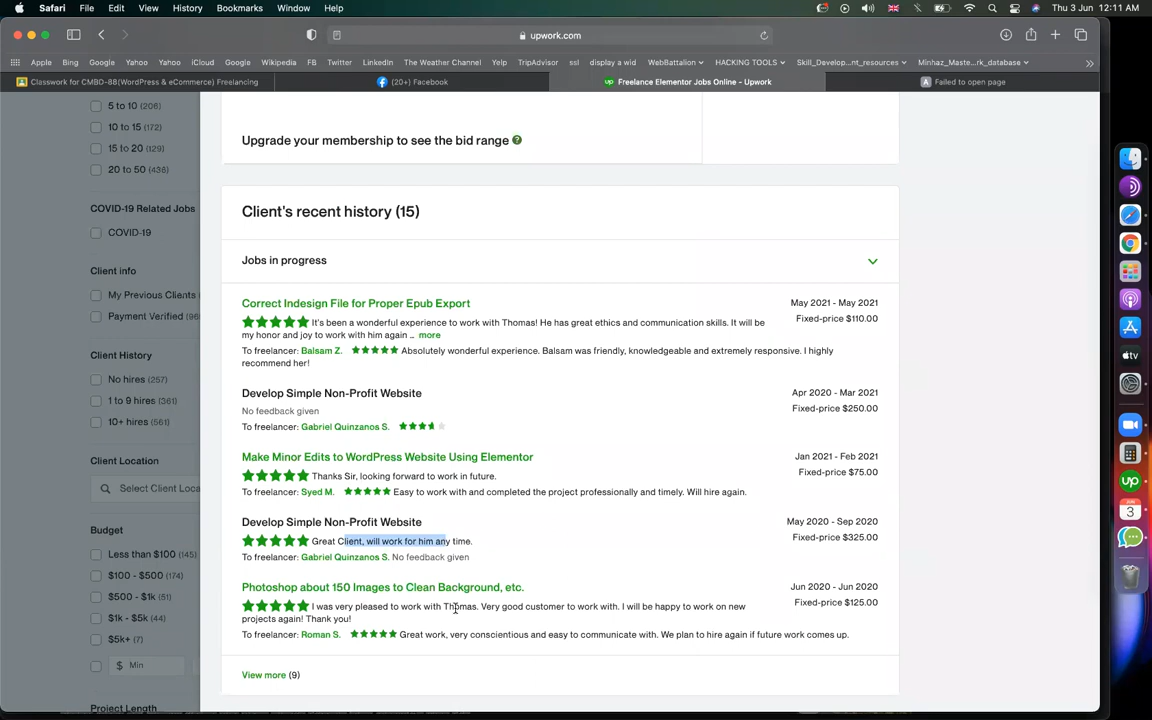 Safari File Edit View History Bookmarks Window Help Thu 3 Jun 12:11 AM
upwork.com
Apple Bing Google Yahoo Yahoo iCloud Google Wikipedia FB Twitter LinkedIn The Weather Channel Yelp TripAdvisor ssl display a wid WebBattalion HACKING TOOLS Skill_Develop...nt_resources Minhaz_Maste...rk_database
Classwork for CMBD-88(WordPress & eCommerce) Freelancing (20+) Facebook Freelance Elementor Jobs Online - Upwork Failed to open page
5 to 10 (206)
10 to 15 (172)
15 to 20 (129)
20 to 50 (436)
COVID-19 Related Jobs
COVID-19
Client info
My Previous Clients
Payment Verified (96
Client History
No hires (257)
1 to 9 hires (361)
10+ hires (561)
Client Location
Select Client Loca
Budget
Less than $100 (145)
$100 - $500 (174)
$500 - $1k (51)
$1k - $5k (44)
$5k+ (7)
$ Min
Project Length
Upgrade your membership to see the bid range
Client's recent history (15)
Jobs in progress
Correct Indesign File for Proper Epub Export May 2021 - May 2021
It's been a wonderful experience to work with Thomas! He has great ethics and communication skills. It will be Fixed-price $110.00
my honor and joy to work with him again ... more
To freelancer: Balsam Z. Absolutely wonderful experience. Balsam was friendly, knowledgeable and extremely responsive. I highly
recommend her!
Develop Simple Non-Profit Website Apr 2020 - Mar 2021
No feedback given Fixed-price $250.00
To freelancer: Gabriel Quinzanos S.
Make Minor Edits to WordPress Website Using Elementor Jan 2021 - Feb 2021
Thanks Sir, looking forward to work in future. Fixed-price $75.00
To freelancer: Syed M. Easy to work with and completed the project professionally and timely. Will hire again.
Develop Simple Non-Profit Website May 2020 - Sep 2020
Great Client, will work for him any time. Fixed-price $325.00
To freelancer: Gabriel Quinzanos S. No feedback given
Photoshop about 150 Images to Clean Background, etc. Jun 2020 - Jun 2020
I was very pleased to work with Thomas. Very good customer to work with. I will be happy to work on new Fixed-price $125.00
projects again! Thank you!
To freelancer: Roman S. Great work, very conscientious and easy to communicate with. We plan to hire again if future work comes up.
View more (9)